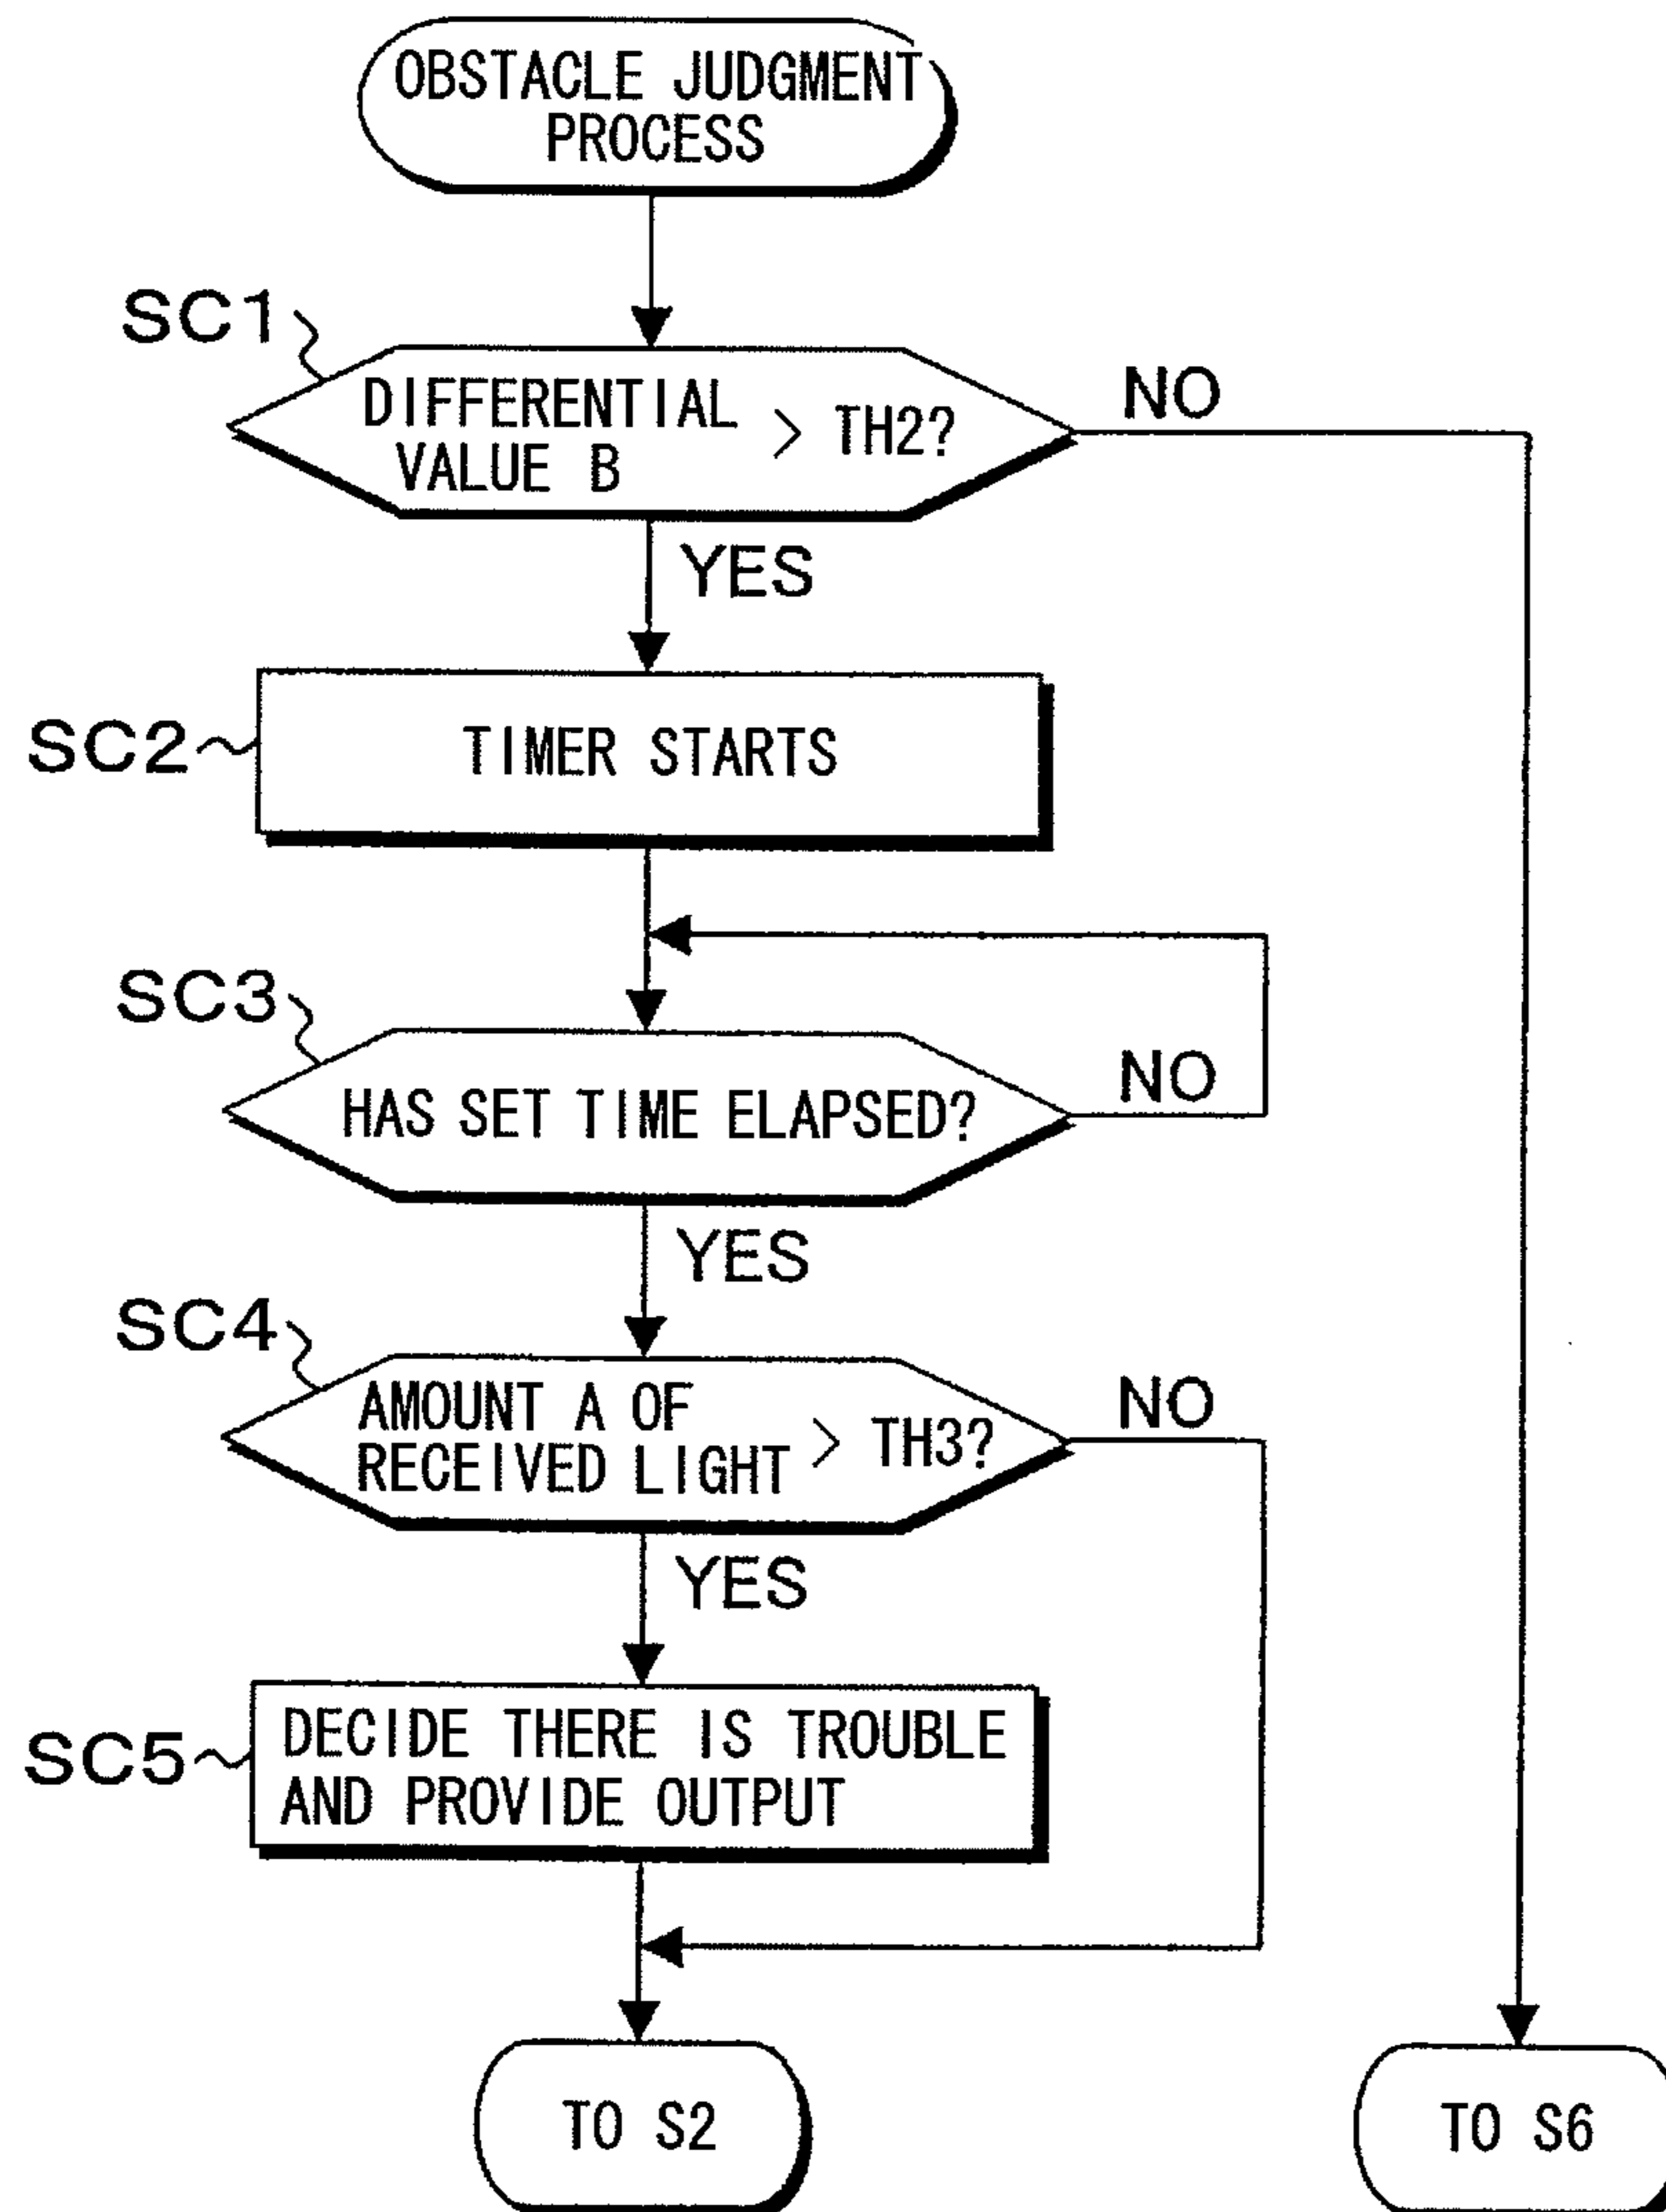 OBSTACLE JUDGMENT
PROCESS
SC1
DIFFERENTIAL
VALUE B
> TH2?
NO
YES
SC2
TIMER STARTS
SC3
HAS SET TIME ELAPSED?
NO
YES
SC4
AMOUNT A OF
RECEIVED LIGHT
> TH3?
NO
YES
SC5
DECIDE THERE IS TROUBLE
AND PROVIDE OUTPUT
TO S2
TO S6